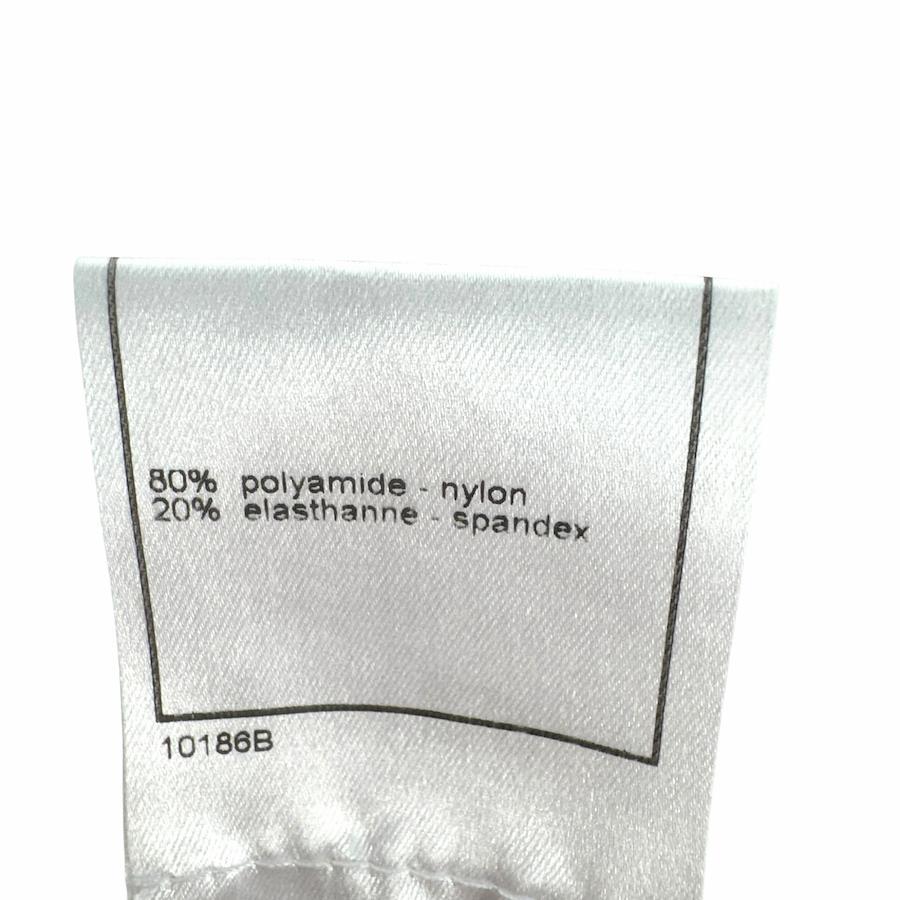 80% polyamide - nylon
20% elasthanne - spandex
10186B